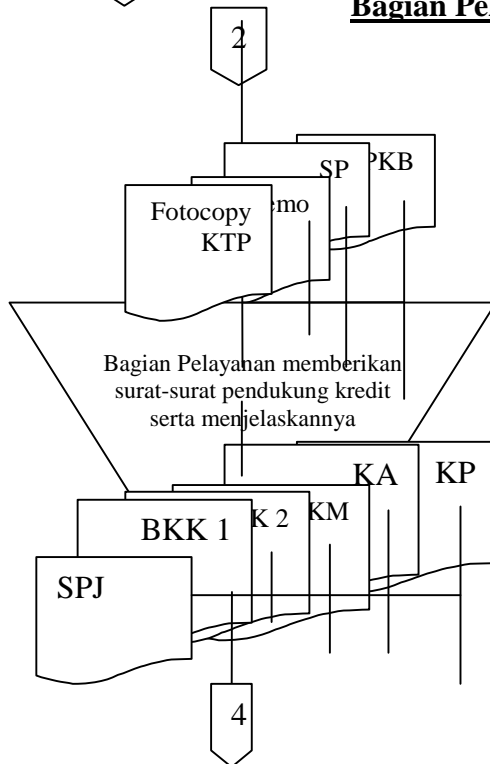 Bagian Pe
2
SP
PKB
emo
Fotocopy
KTP
Bagian Pelayanan memberikan
surat-surat pendukung kredit
serta menjelaskannya
KA
KP
BKK 1
K 2
KM
SPJ
4